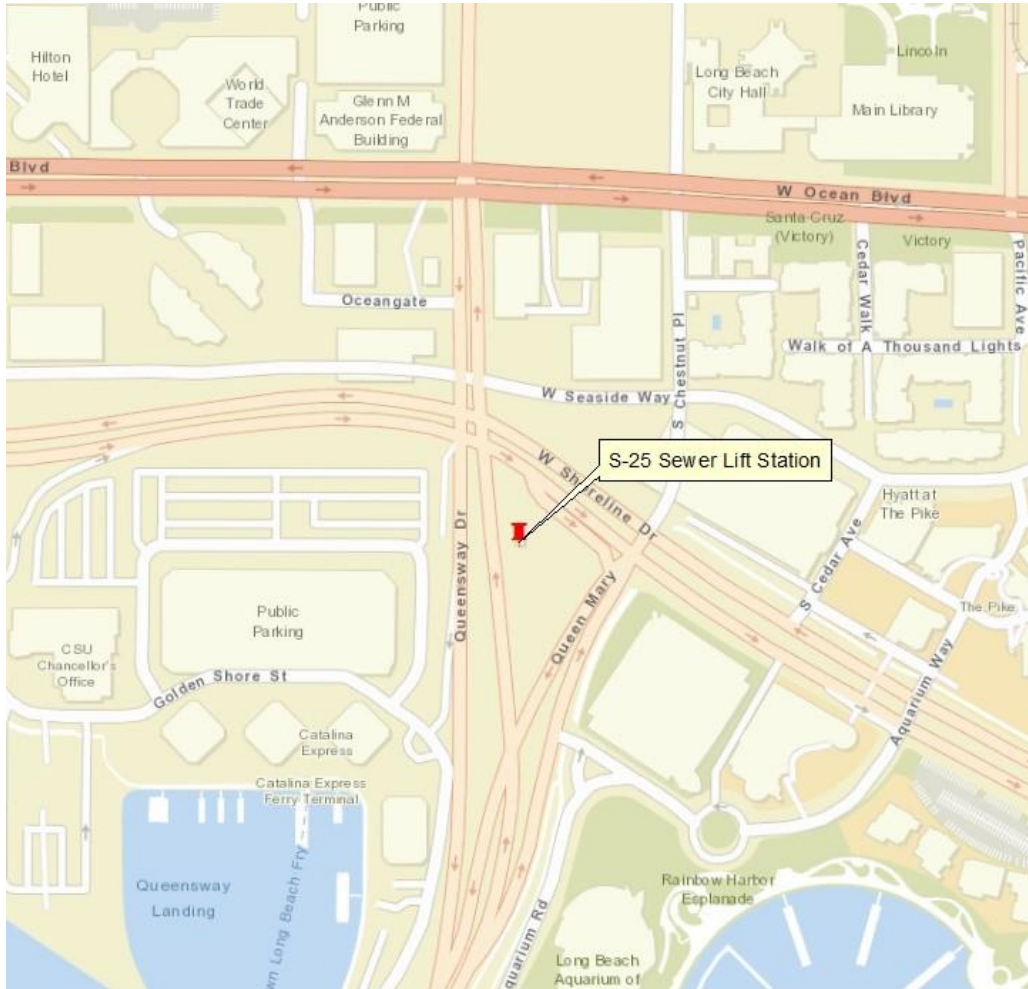 Public
Parking
Hilton
Hotel
World
Trade
Center
Glenn M
Anderson Federal
Building
Long Beach
City Hall
Lincoln
Main Library
Blvd
W Ocean Blvd
Santa Cruz
(Victory)
Victory
Cedar Walk
Pacific Ave
Oceangate
S Chestnut Pl
Walk of A Thousand Lights
W Seaside Way
W Shoreline Dr
S-25 Sewer Lift Station
Hyatt at
The Pike
Queensway Dr
S Cedar Ave
Queen Mary
The Pike
Public
Parking
CSU
Chancellor's
Office
Golden Shore St
Aquarium Way
Catalina
Express
Catalina Express
Ferry Terminal
Queensway
Landing
wn Long Beach Fry
Rainbow Harbor
Esplanade
quarium Rd
Long Beach
Aquarium of